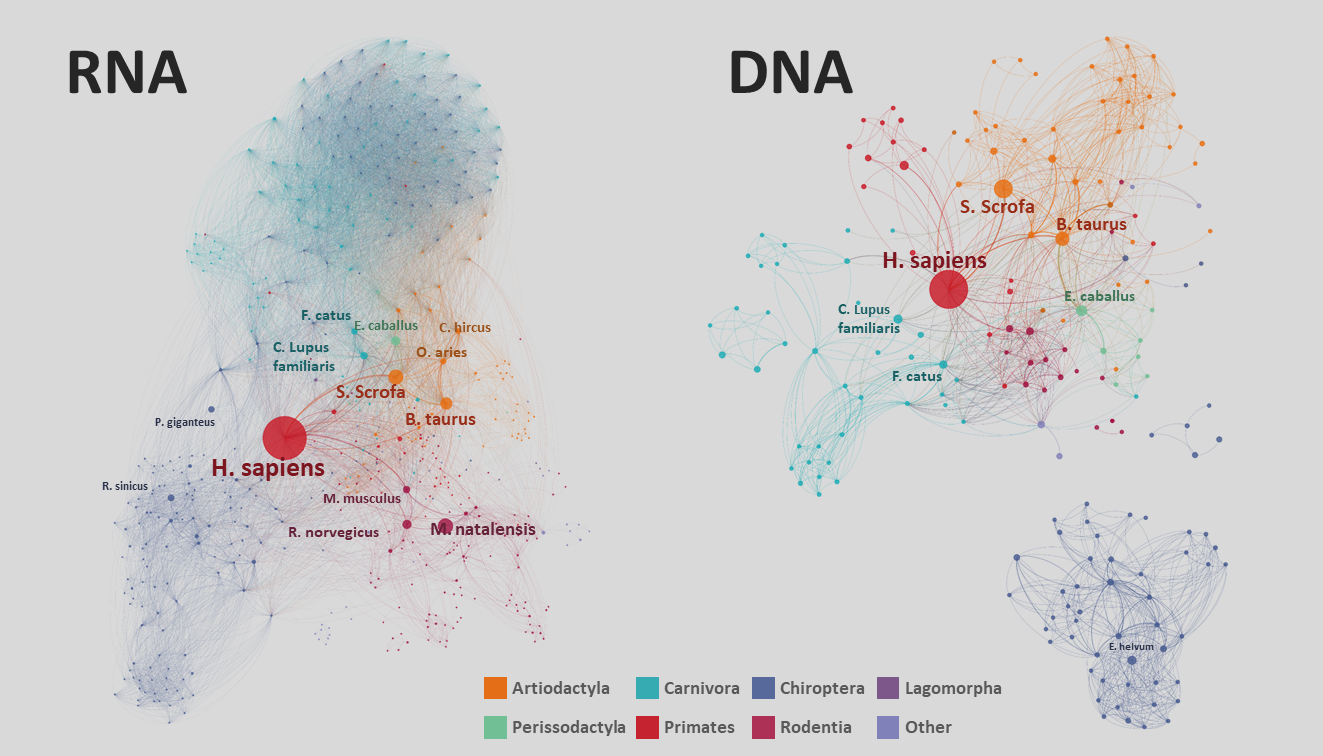 RNA
DNA
S. Scrofa
B. taurus
H. sapiens
E. caballus
C. Lupus
familiaris
F. catus
F. catus
E. caballus
C. hircus
C. Lupus
familiaris
O. aries
S. Scrofa
B. taurus
P. giganteus
H. sapiens
R. sinicus
M. musculus
R. norvegicus
M. natalensis
E. helvum
Artiodactyla
Carnivora
Chiroptera
Lagomorpha
Perissodactyla
Primates
Rodentia
Other